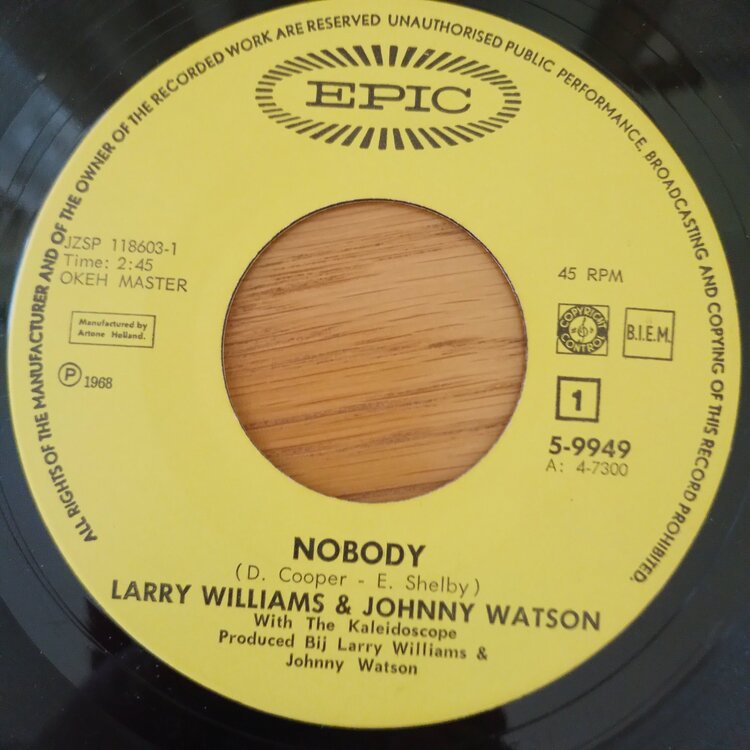 ALL RIGHTS OF THE MANUFACTURER AND OF THE OWNER OF THE RECORDED WORK ARE RESERVED UNAUTHORISED PUBLIC PERFORMANCE, BROADCASTING AND COPYING OF THIS RECORD PROHIBITED.
EPIC
JZSP 118603-1
Time: 2:45
OKEH MASTER
Manufactured by
Artone Holland.
P 1968
45 RPM
COPYRIGHT CONTROL
B.I.E.M.
1
5-9949
A: 4-7300
NOBODY
(D. Cooper - E. Shelby)
LARRY WILLIAMS & JOHNNY WATSON
With The Kaleidoscope
Produced Bij Larry Williams &
Johnny Watson